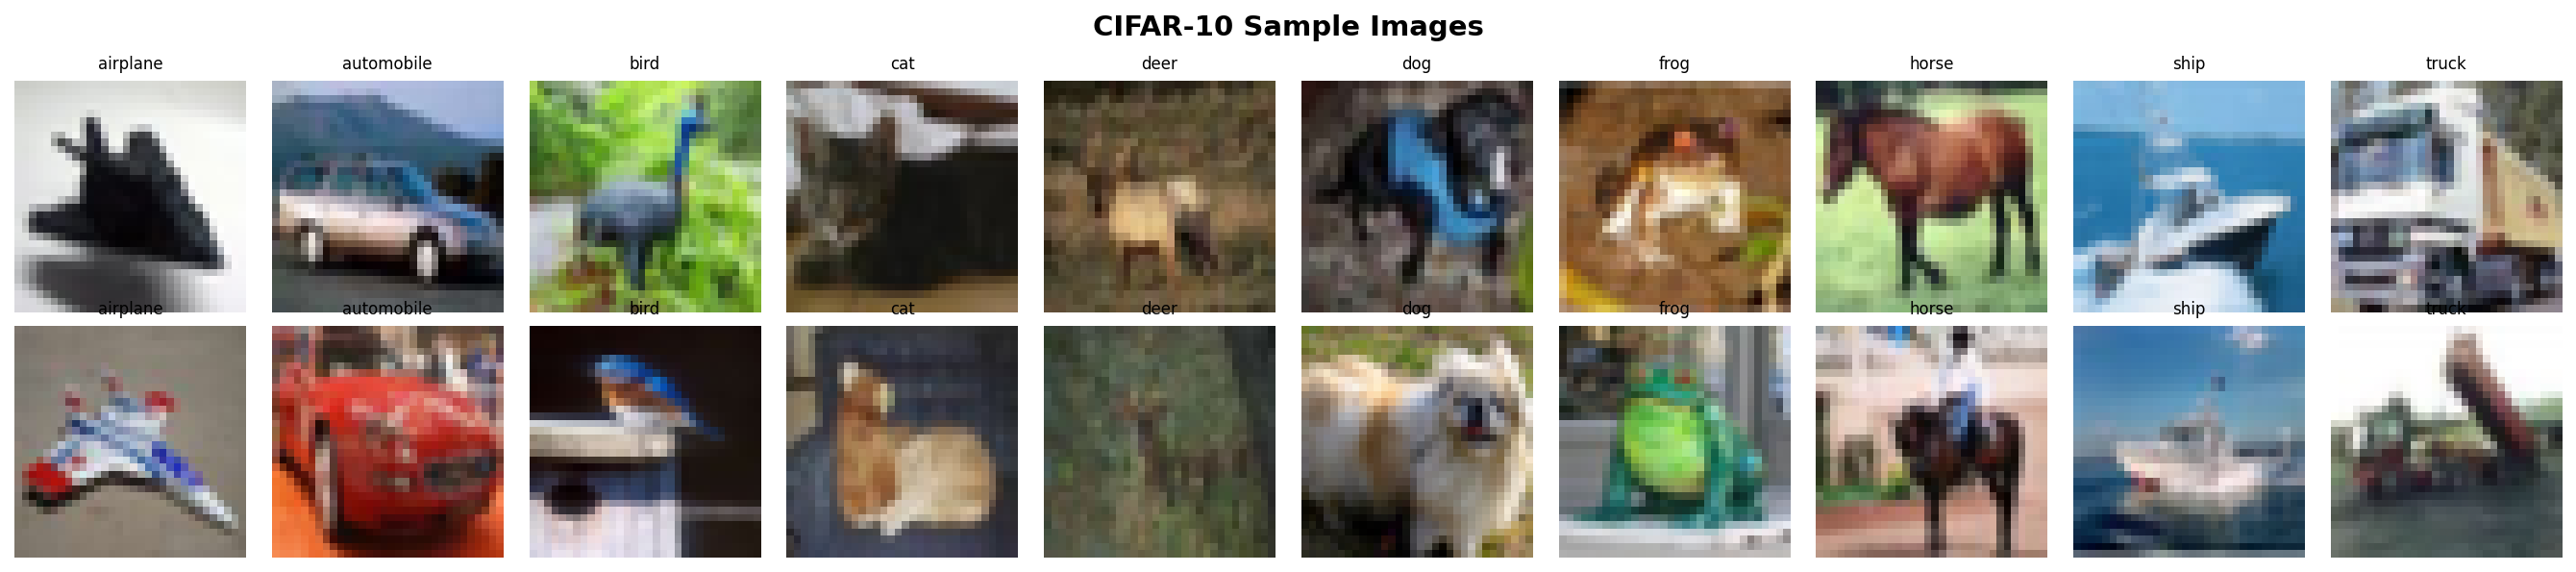 CIFAR-10 Sample Images
airplane automobile bird cat deer dog frog horse ship truck
airplane automobile bird cat deer dog frog horse ship truck